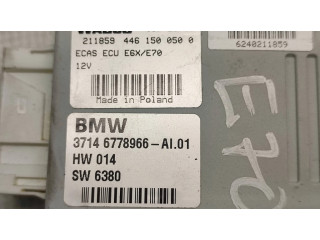 WABCO
211859 446 150 050 0
ECAS ECU E6X/E70
12V
Made in Poland
6240211859
BMW
3714 6778966-AI.01
HW 014
SW 6380
E70